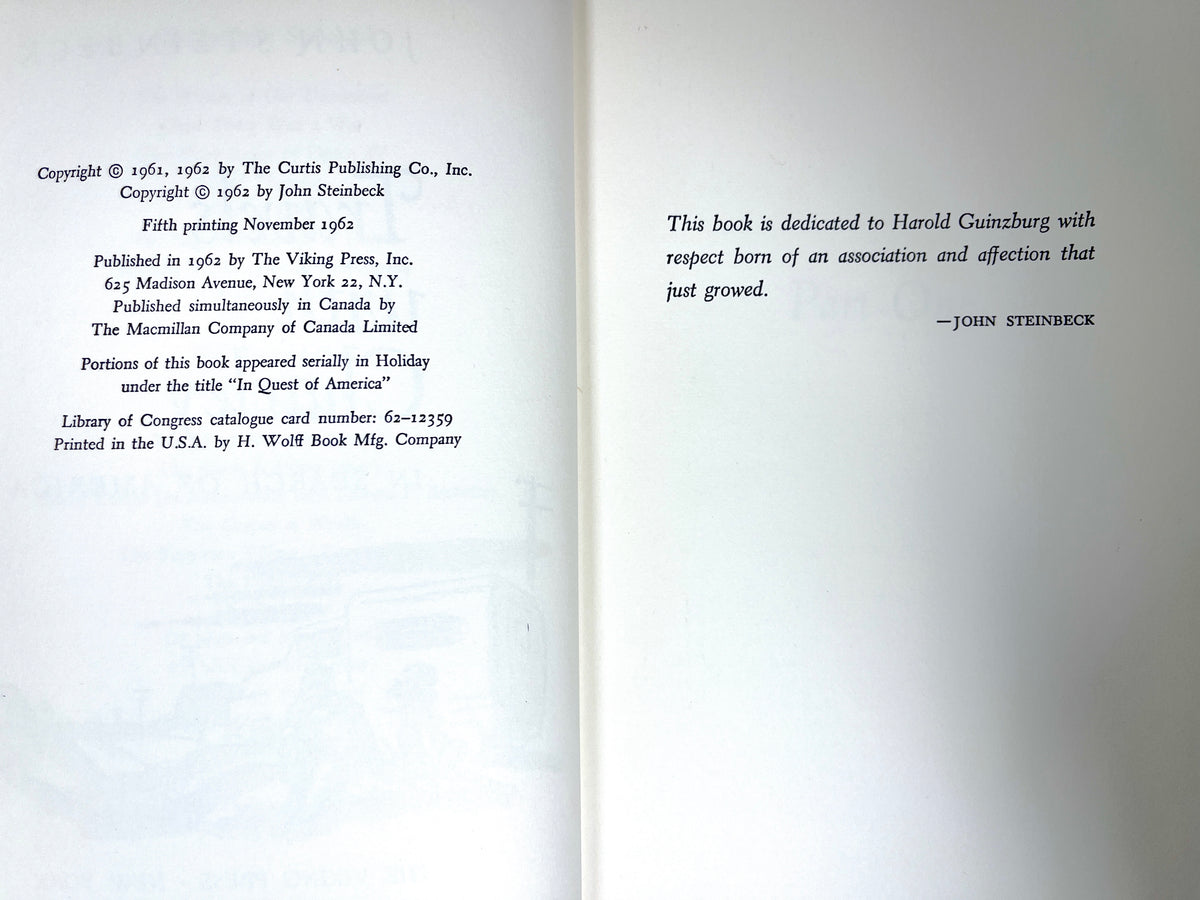 Copyright © 1961, 1962 by The Curtis Publishing Co., Inc.
Copyright © 1962 by John Steinbeck
Fifth printing November 1962
Published in 1962 by The Viking Press, Inc.
625 Madison Avenue, New York 22, N.Y.
Published simultaneously in Canada by
The Macmillan Company of Canada Limited
Portions of this book appeared serially in Holiday
under the title “In Quest of America”
Library of Congress catalogue card number: 62–12359
Printed in the U.S.A. by H. Wolff Book Mfg. Company
This book is dedicated to Harold Guinzburg with
respect born of an association and affection that
just growed.
—JOHN STEINBECK